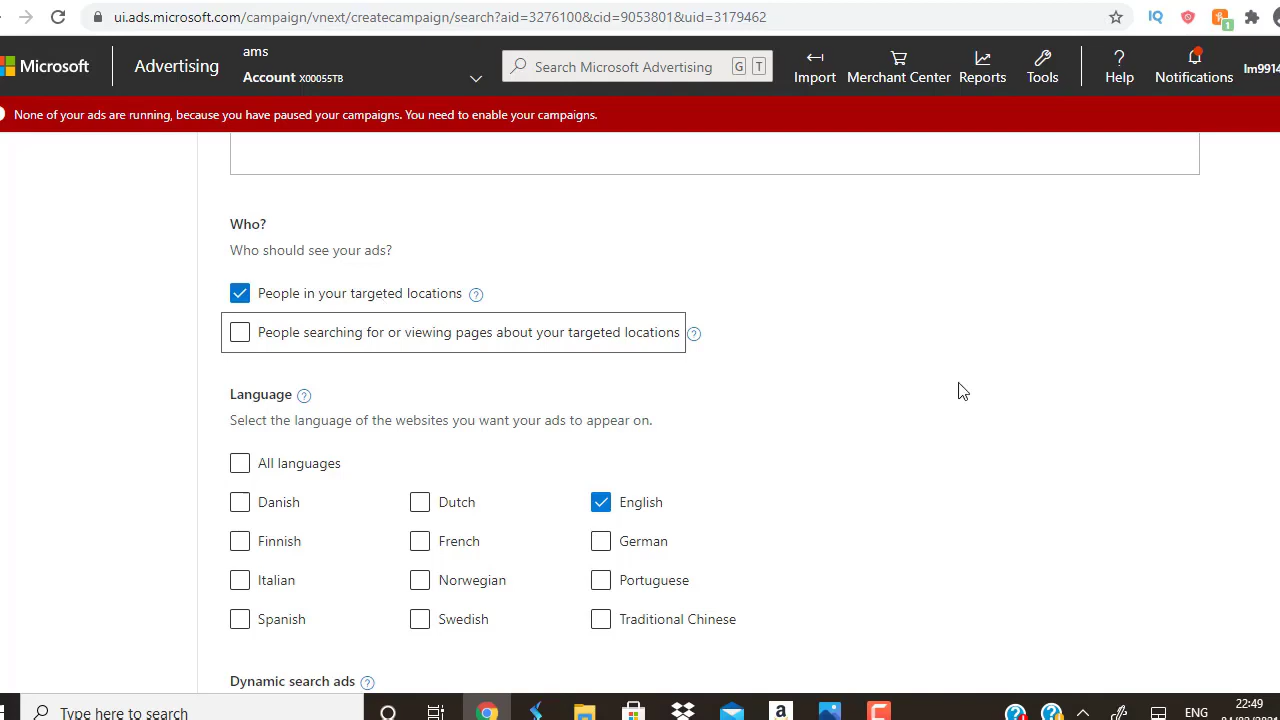 ui.ads.microsoft.com/campaign/vnext/createcampaign/search?aid=3276100&cid=9053801&uid=3179462
IQ
1
Microsoft
Advertising
ams
Account X00055TB
Search Microsoft Advertising G T
Import
Merchant Center
Reports
Tools
Help
Notifications
lm9914
None of your ads are running, because you have paused your campaigns. You need to enable your campaigns.
Who?
Who should see your ads?
People in your targeted locations ?
People searching for or viewing pages about your targeted locations ?
Language ?
Select the language of the websites you want your ads to appear on.
All languages
Danish Dutch English
Finnish French German
Italian Norwegian Portuguese
Spanish Swedish Traditional Chinese
Dynamic search ads ?
Type here to search
a
ENG
22:49